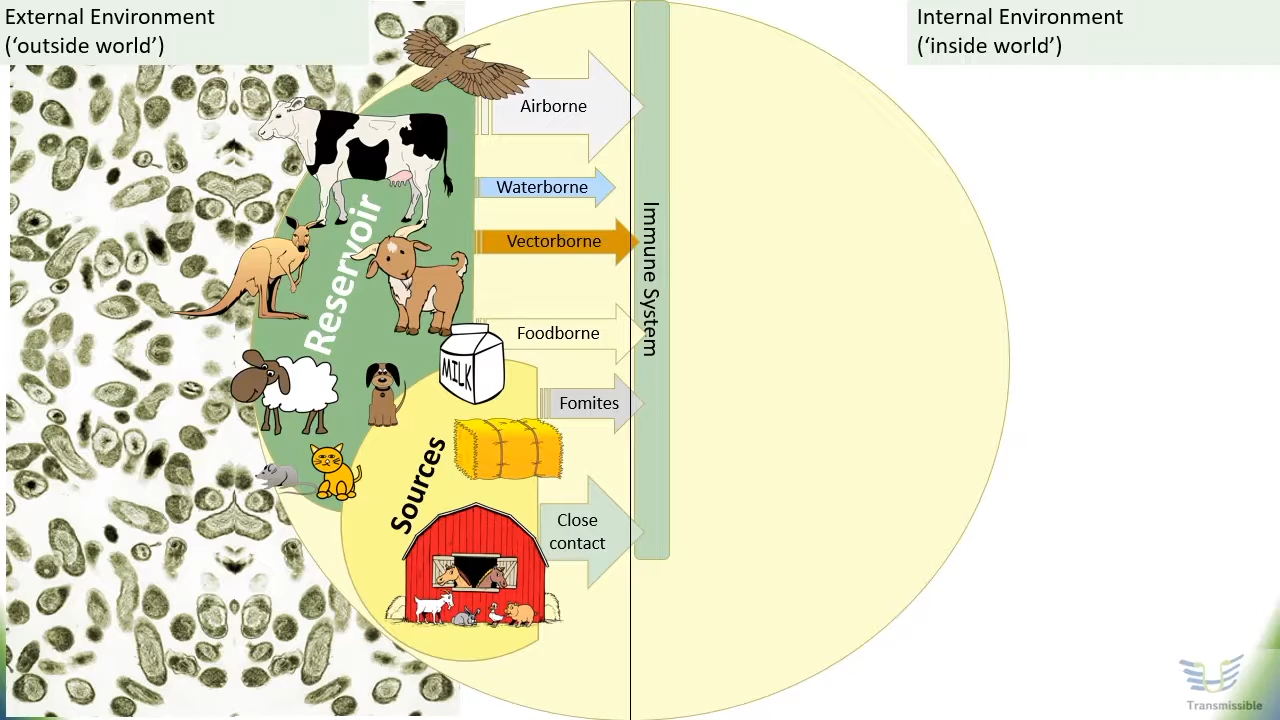 External Environment
(‘outside world’)
Internal Environment
(‘inside world’)
Airborne
Waterborne
Vectorborne
Foodborne
Fomites
Close
contact
Immune System
Reservoir
MILK
Sources
Transmissible